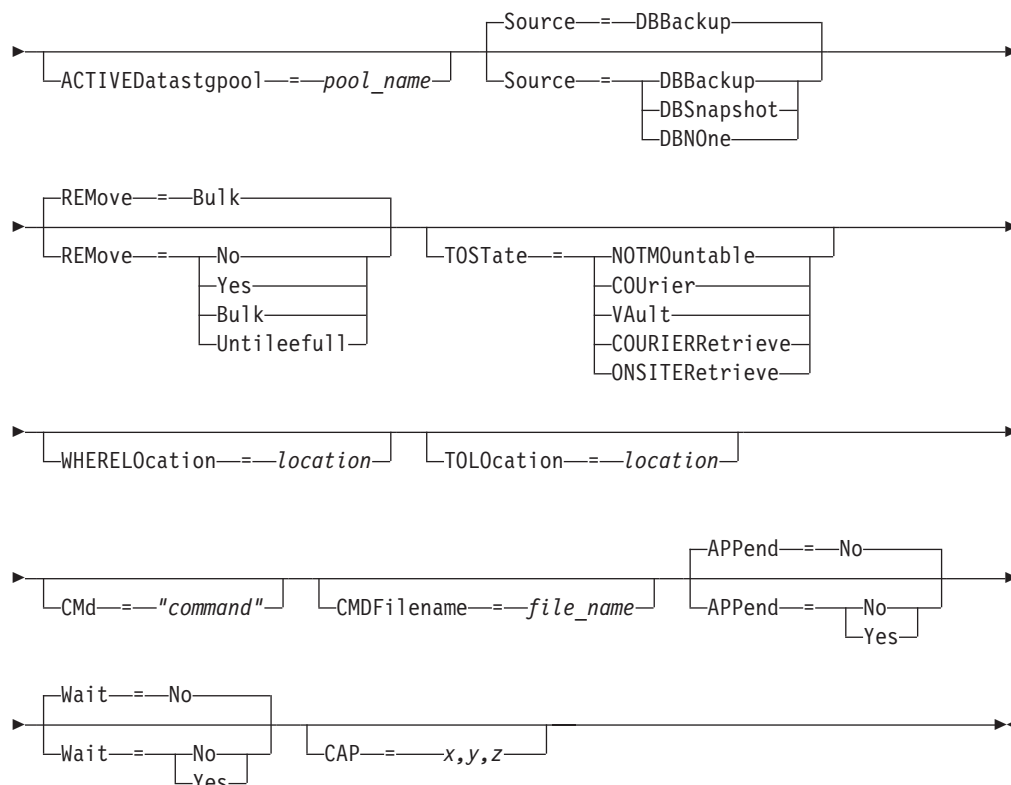 Source = DBBackup
ACTIVEDatastgpool = pool_name
Source = DBBackup
DBSnapshot
DBNOne
REMove = Bulk
REMove = No
Yes
Bulk
Untileefull
TOSTate = NOTMOuntable
COUrier
VAult
COURIERRetrieve
ONSITERetrieve
WHERELOcation = location
TOLOcation = location
CMd = "command"
CMDFilename = file_name
APPend = No
APPend = No
Yes
Wait = No
Wait = No
Yes
CAP = x,y,z